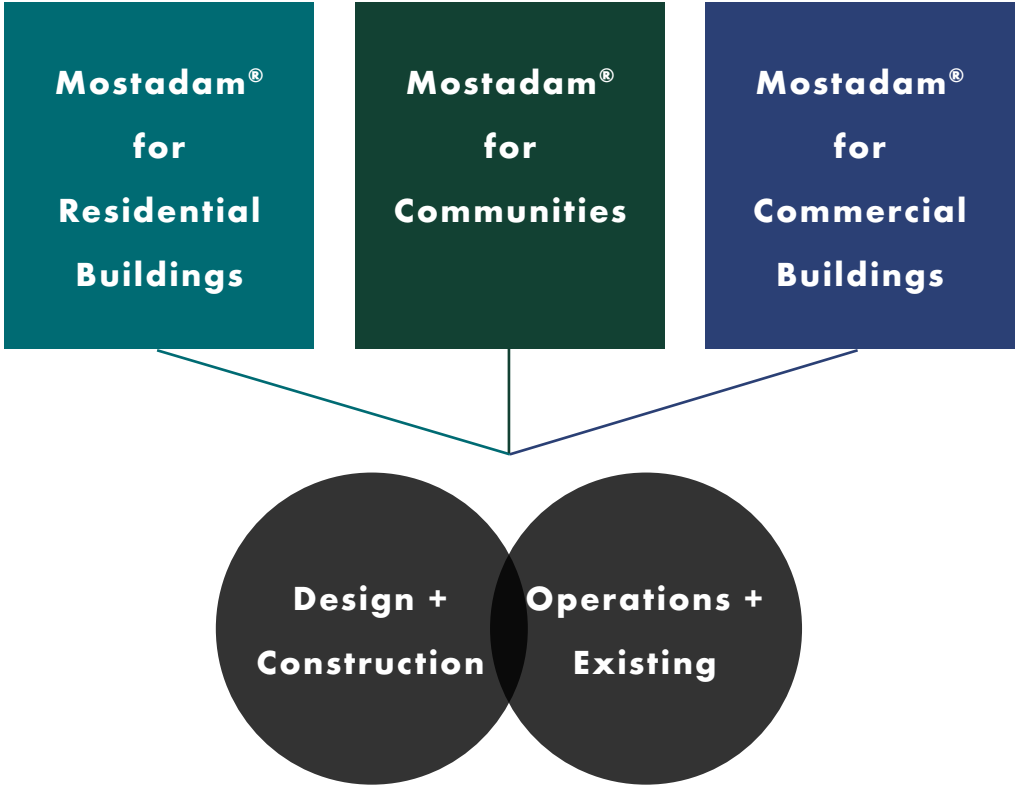 Mostadam®
for
Residential
Buildings
Mostadam®
for
Communities
Mostadam®
for
Commercial
Buildings
Design +
Construction
Operations +
Existing